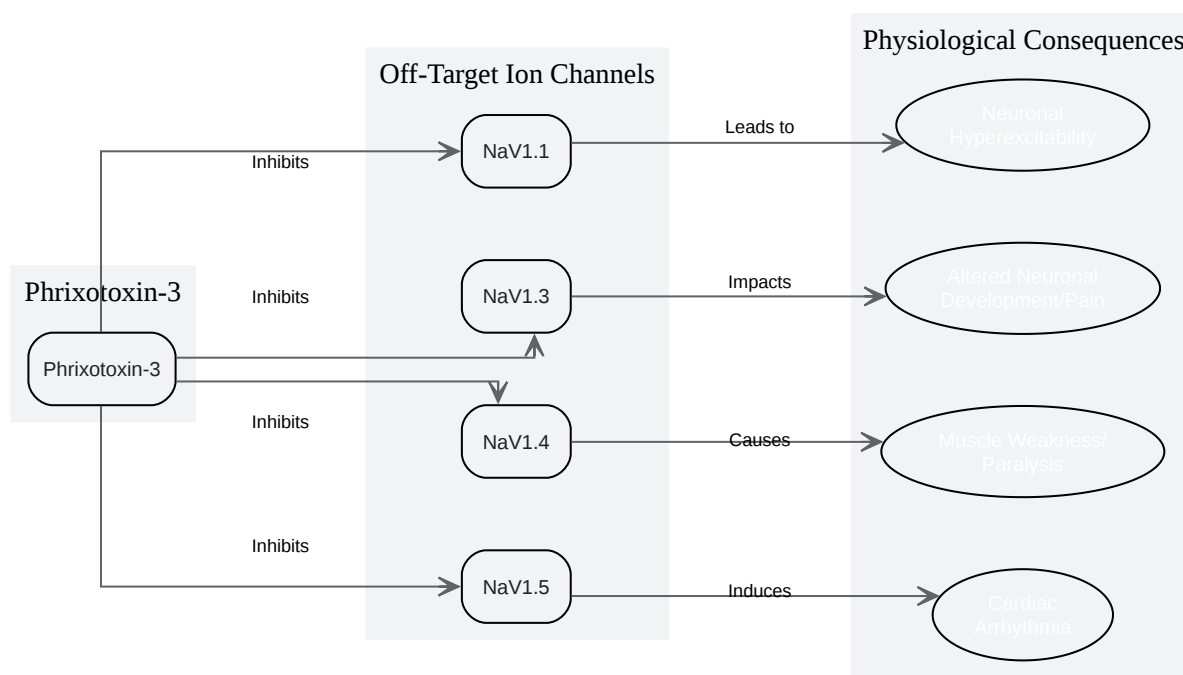 Physiological Consequences
Off-Target Ion Channels
Phrixotoxin-3
Phrixotoxin-3
Inhibits
NaV1.1
Leads to
Neuronal
Hyperexcitability
Inhibits
NaV1.3
Impacts
Altered Neuronal
Development/Pain
Inhibits
NaV1.4
Causes
Muscle Weakness/
Paralysis
Inhibits
NaV1.5
Induces
Cardiac
Arrhythmia